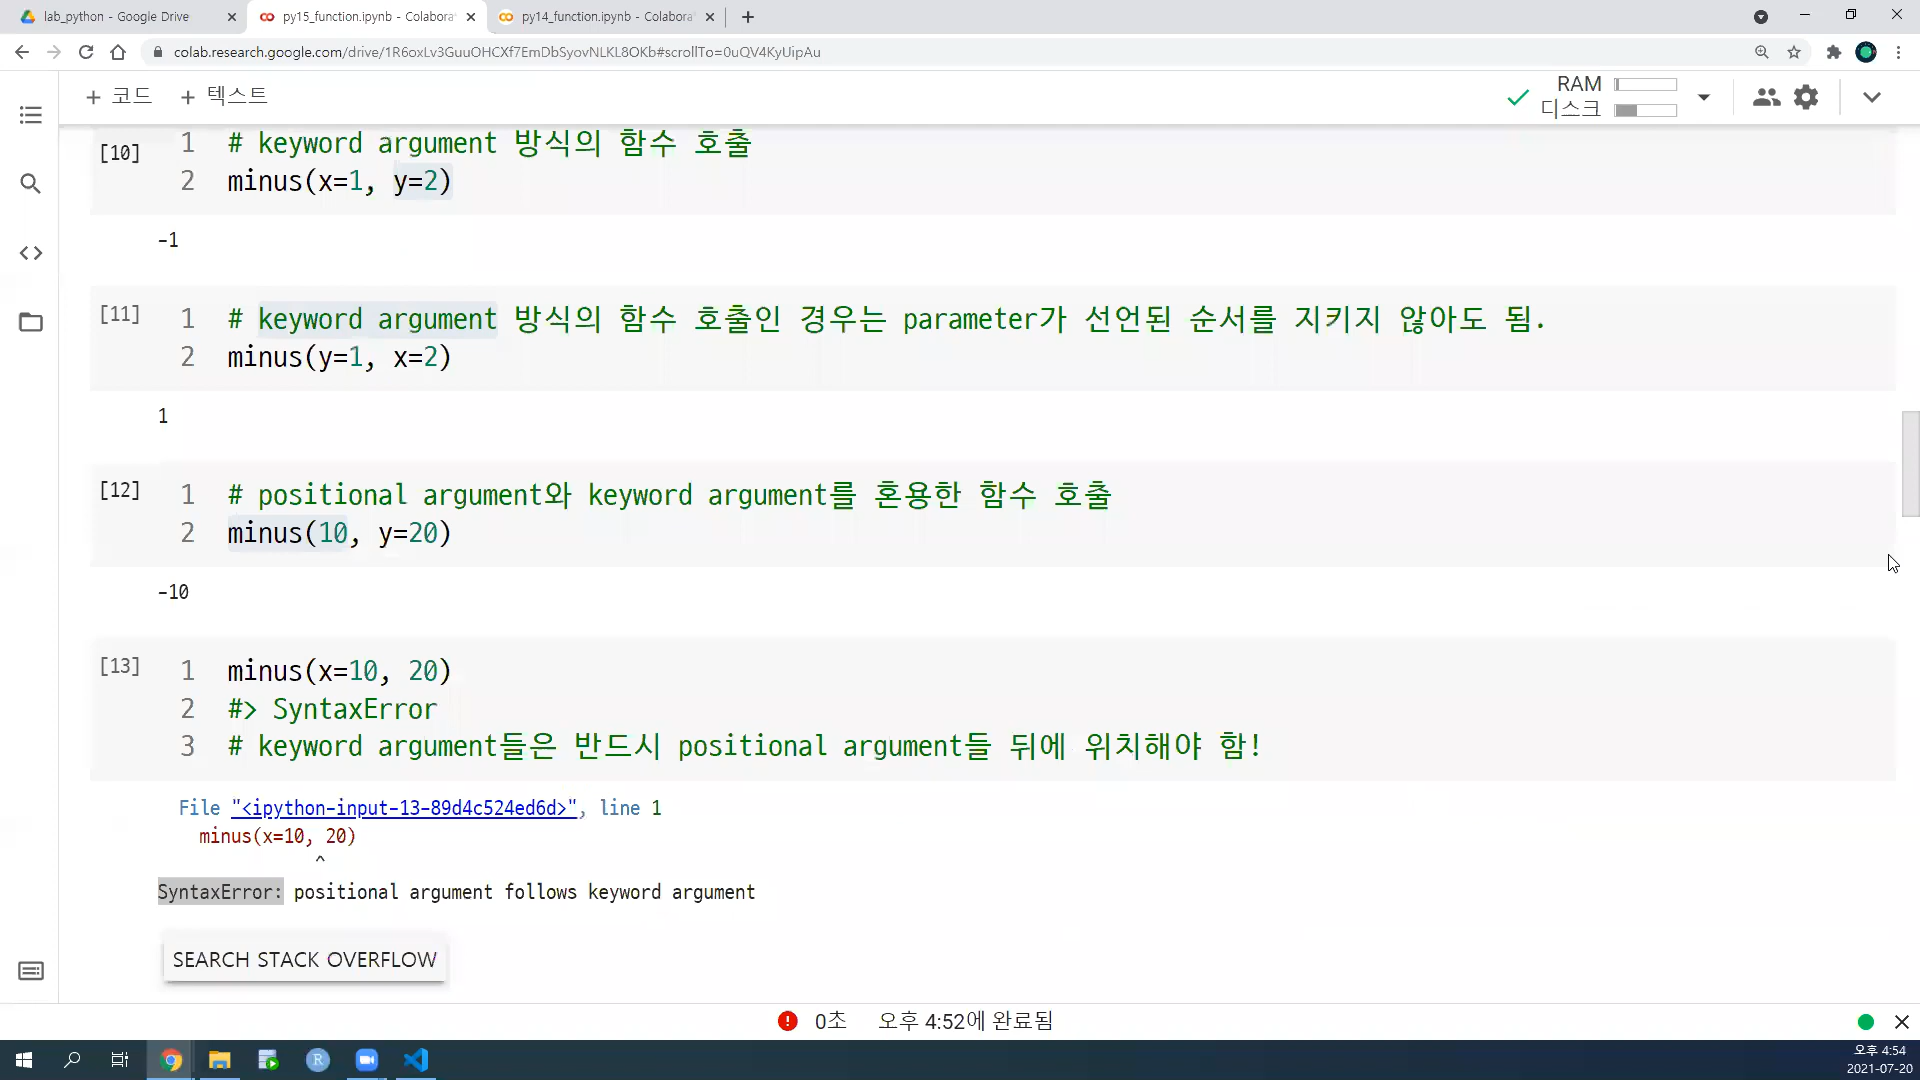 lab_python - Google Drive
py15_function.ipynb - Colabora
py14_function.ipynb - Colabora
colab.research.google.com/drive/1R6oxLv3GuuOHCXf7EmDbSyovNLKL8OKb#scrollTo=0uQV4KyUipAu
+ 코드
+ 텍스트
RAM
디스크
[10]
1 # keyword argument 방식의 함수 호출
2 minus(x=1, y=2)
-1
[11]
1 # keyword argument 방식의 함수 호출인 경우는 parameter가 선언된 순서를 지키지 않아도 됨.
2 minus(y=1, x=2)
1
[12]
1 # positional argument와 keyword argument를 혼용한 함수 호출
2 minus(10, y=20)
-10
[13]
1 minus(x=10, 20)
2 #> SyntaxError
3 # keyword argument들은 반드시 positional argument들 뒤에 위치해야 함!
File "<ipython-input-13-89d4c524ed6d>", line 1
minus(x=10, 20)
^
SyntaxError: positional argument follows keyword argument
SEARCH STACK OVERFLOW
0초 오후 4:52에 완료됨
오후 4:54
2021-07-20